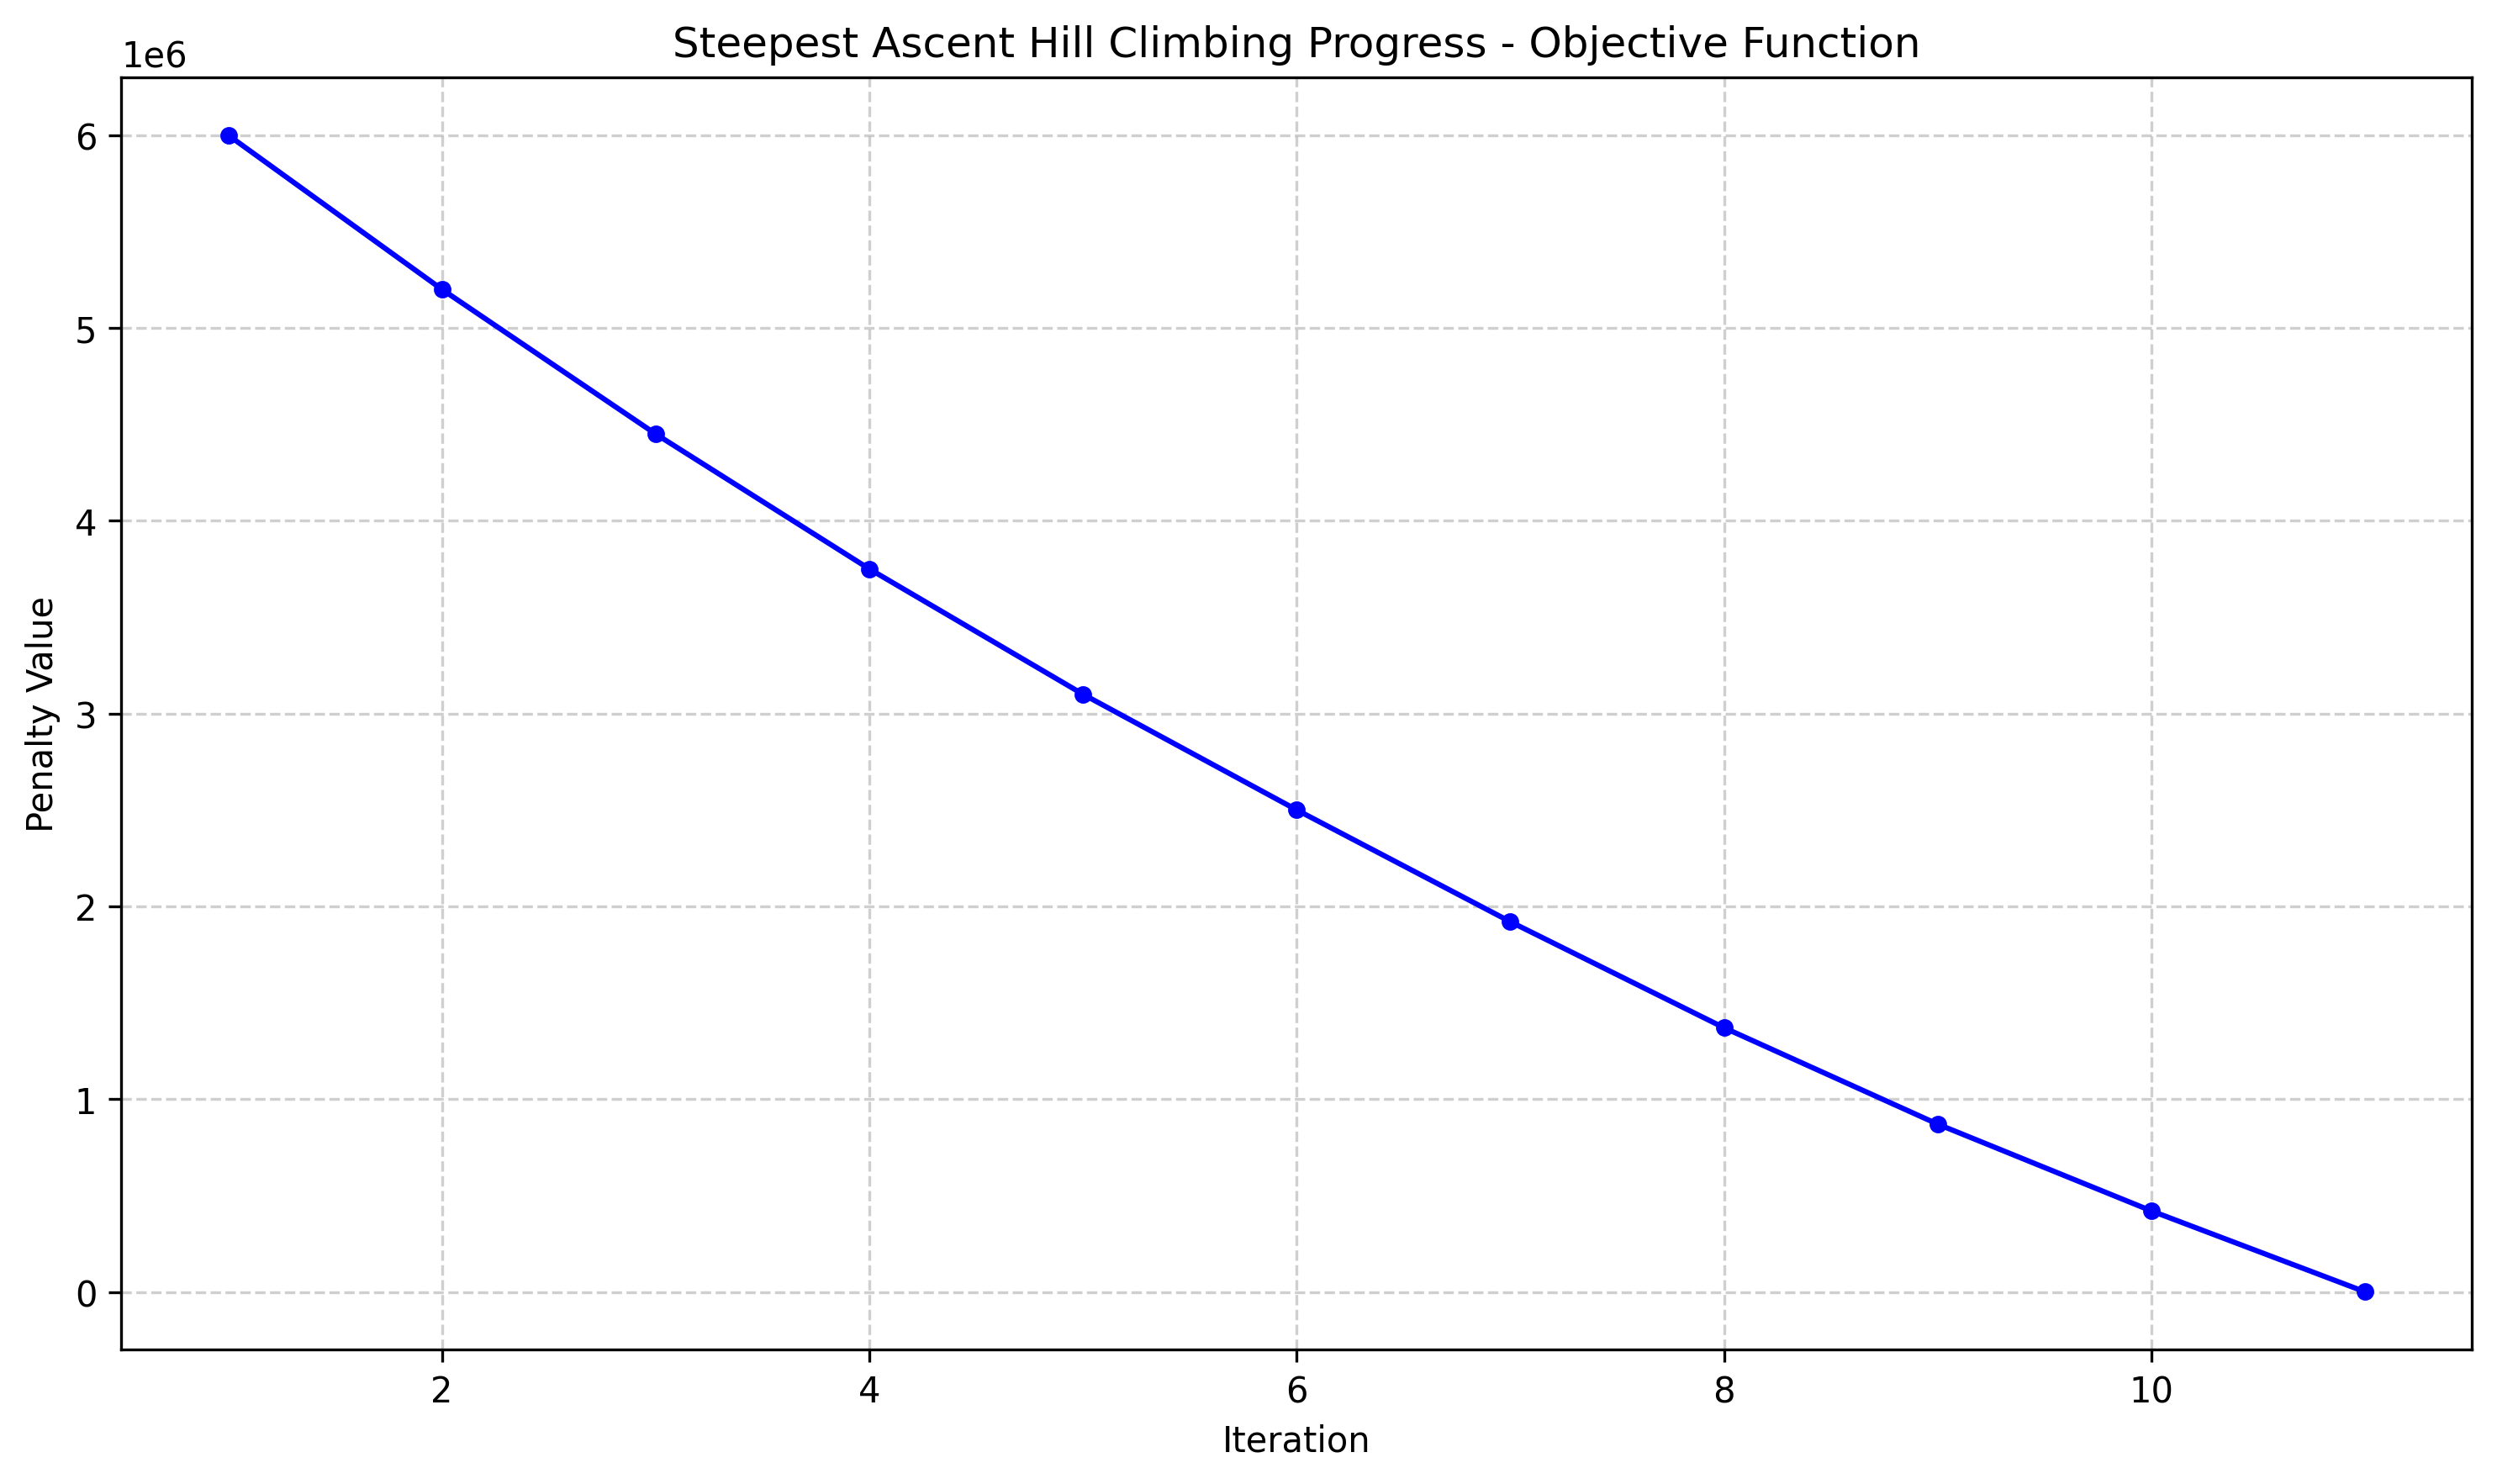 Steepest Ascent Hill Climbing Progress - Objective Function
1e6
6
5
4
3
2
1
0
Penalty Value
2 4 6 8 10
Iteration